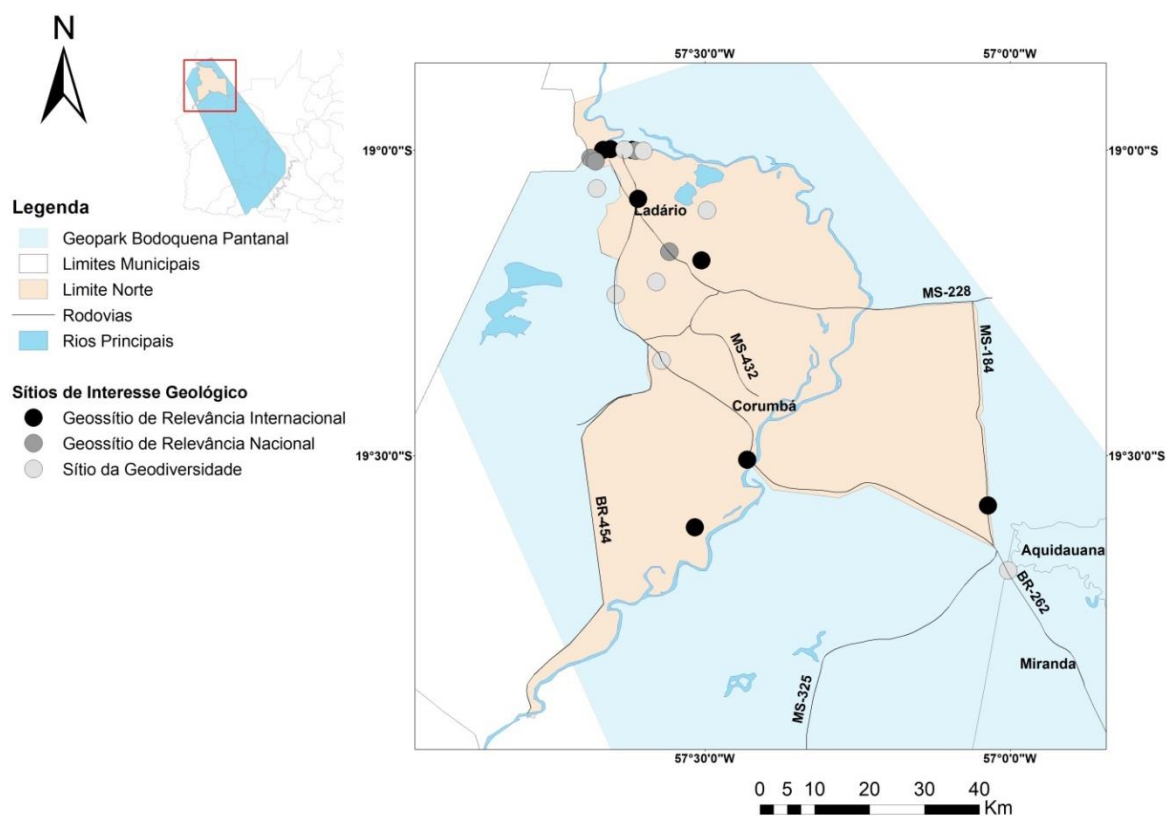 N
Legenda
Geopark Bodoquena Pantanal
Limites Municipais
Limite Norte
Rodovias
Rios Principais
Sítios de Interesse Geológico
Geossítio de Relevância Internacional
Geossítio de Relevância Nacional
Sítio da Geodiversidade
57°30'0"W
57°0'0"W
19°0'0"S
19°0'0"S
Ladário
MS-228
MS-184
MS-432
Corumbá
19°30'0"S
19°30'0"S
BR-454
Aquidauana
BR-262
Miranda
MS-325
57°30'0"W
57°0'0"W
0 5 10 20 30 40
Km